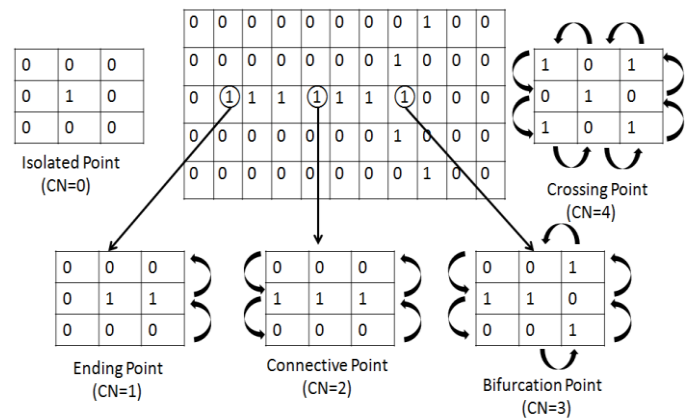 0 0 0 0 0 0 0 0 1 0 0
0 0 0 0 0 0 0 1 0 0 0
0 1 1 1 1 1 1 1 0 0 0
0 0 0 0 0 0 0 1 0 0 0
0 0 0 0 0 0 0 0 1 0 0
0 0 0
0 1 0
0 0 0
Isolated Point
(CN=0)
1 0 1
0 1 0
1 0 1
Crossing Point
(CN=4)
0 0 0
0 1 1
0 0 0
Ending Point
(CN=1)
0 0 0
1 1 1
0 0 0
Connective Point
(CN=2)
0 0 1
1 1 0
0 0 1
Bifurcation Point
(CN=3)